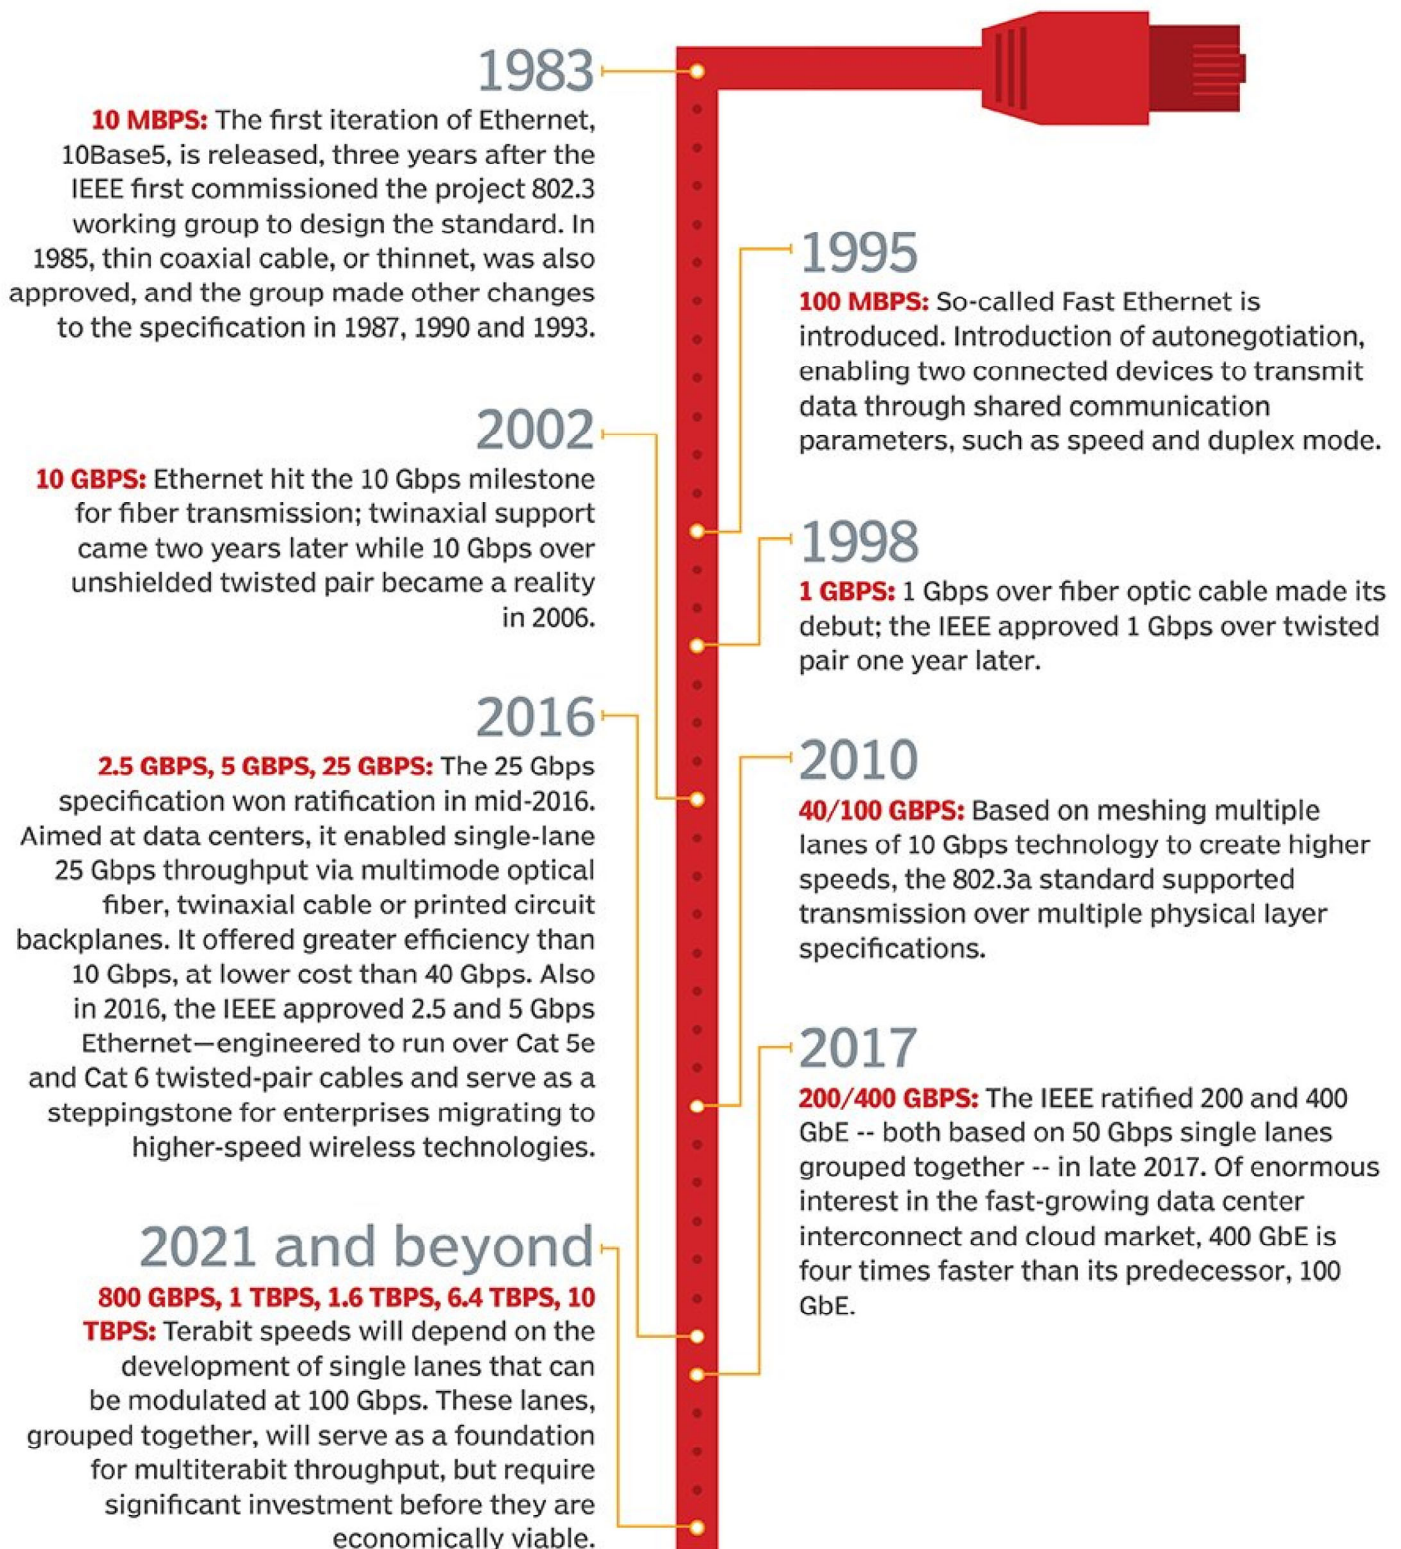 1983
10 MBPS: The first iteration of Ethernet,
10Base5, is released, three years after the
IEEE first commissioned the project 802.3
working group to design the standard. In
1985, thin coaxial cable, or thinnet, was also
approved, and the group made other changes
to the specification in 1987, 1990 and 1993.
1995
100 MBPS: So-called Fast Ethernet is
introduced. Introduction of autonegotiation,
enabling two connected devices to transmit
data through shared communication
parameters, such as speed and duplex mode.
1998
1 GBPS: 1 Gbps over fiber optic cable made its
debut; the IEEE approved 1 Gbps over twisted
pair one year later.
2002
10 GBPS: Ethernet hit the 10 Gbps milestone
for fiber transmission; twinaxial support
came two years later while 10 Gbps over
unshielded twisted pair became a reality
in 2006.
2010
40/100 GBPS: Based on meshing multiple
lanes of 10 Gbps technology to create higher
speeds, the 802.3a standard supported
transmission over multiple physical layer
specifications.
2016
2.5 GBPS, 5 GBPS, 25 GBPS: The 25 Gbps
specification won ratification in mid-2016.
Aimed at data centers, it enabled single-lane
25 Gbps throughput via multimode optical
fiber, twinaxial cable or printed circuit
backplanes. It offered greater efficiency than
10 Gbps, at lower cost than 40 Gbps. Also
in 2016, the IEEE approved 2.5 and 5 Gbps
Ethernet—engineered to run over Cat 5e
and Cat 6 twisted-pair cables and serve as a
steppingstone for enterprises migrating to
higher-speed wireless technologies.
2017
200/400 GBPS: The IEEE ratified 200 and 400
GbE -- both based on 50 Gbps single lanes
grouped together -- in late 2017. Of enormous
interest in the fast-growing data center
interconnect and cloud market, 400 GbE is
four times faster than its predecessor, 100
GbE.
2021 and beyond
800 GBPS, 1 TBPS, 1.6 TBPS, 6.4 TBPS, 10
TBPS: Terabit speeds will depend on the
development of single lanes that can
be modulated at 100 Gbps. These lanes,
grouped together, will serve as a foundation
for multiterabit throughput, but require
significant investment before they are
economically viable.